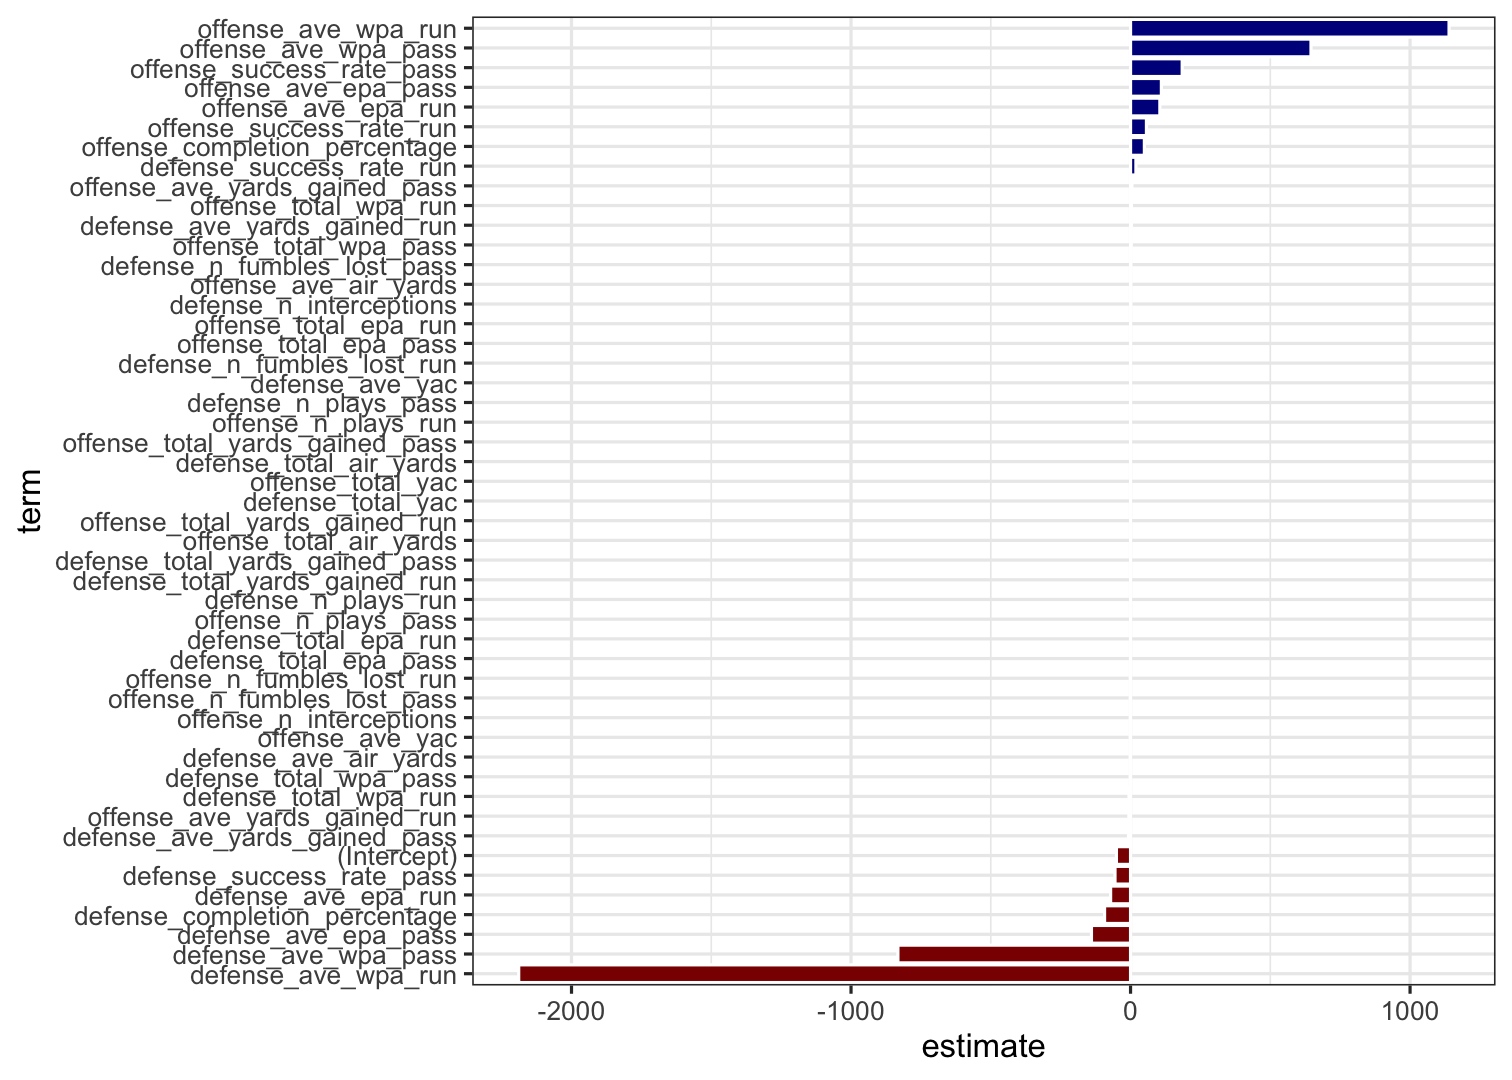 offense_ave_wpa_run
offense_ave_wpa_pass
offense_success_rate_pass
offense_ave_epa_pass
offense_ave_epa_run
offense_success_rate_run
offense_completion_percentage
defense_success_rate_run
offense_ave_yards_gained_pass
offense_total_wpa_run
defense_ave_yards_gained_run
offense_total_wpa_pass
defense_n_fumbles_lost_pass
offense_ave_air_yards
defense_n_interceptions
offense_total_epa_run
offense_total_epa_pass
defense_n_fumbles_lost_run
defense_ave_yac
defense_n_plays_pass
offense_n_plays_run
offense_total_yards_gained_pass
defense_total_air_yards
offense_total_yac
defense_total_yac
offense_total_yards_gained_run
offense_total_air_yards
defense_total_yards_gained_pass
defense_total_yards_gained_run
defense_n_plays_run
offense_n_plays_pass
defense_total_epa_run
defense_total_epa_pass
offense_n_fumbles_lost_run
offense_n_fumbles_lost_pass
offense_n_interceptions
offense_ave_yac
defense_ave_air_yards
defense_total_wpa_pass
defense_total_wpa_run
offense_ave_yards_gained_run
defense_ave_yards_gained_pass
(Intercept)
defense_success_rate_pass
defense_ave_epa_run
defense_completion_percentage
defense_ave_epa_pass
defense_ave_wpa_pass
defense_ave_wpa_run
term
-2000 -1000 0 1000
estimate